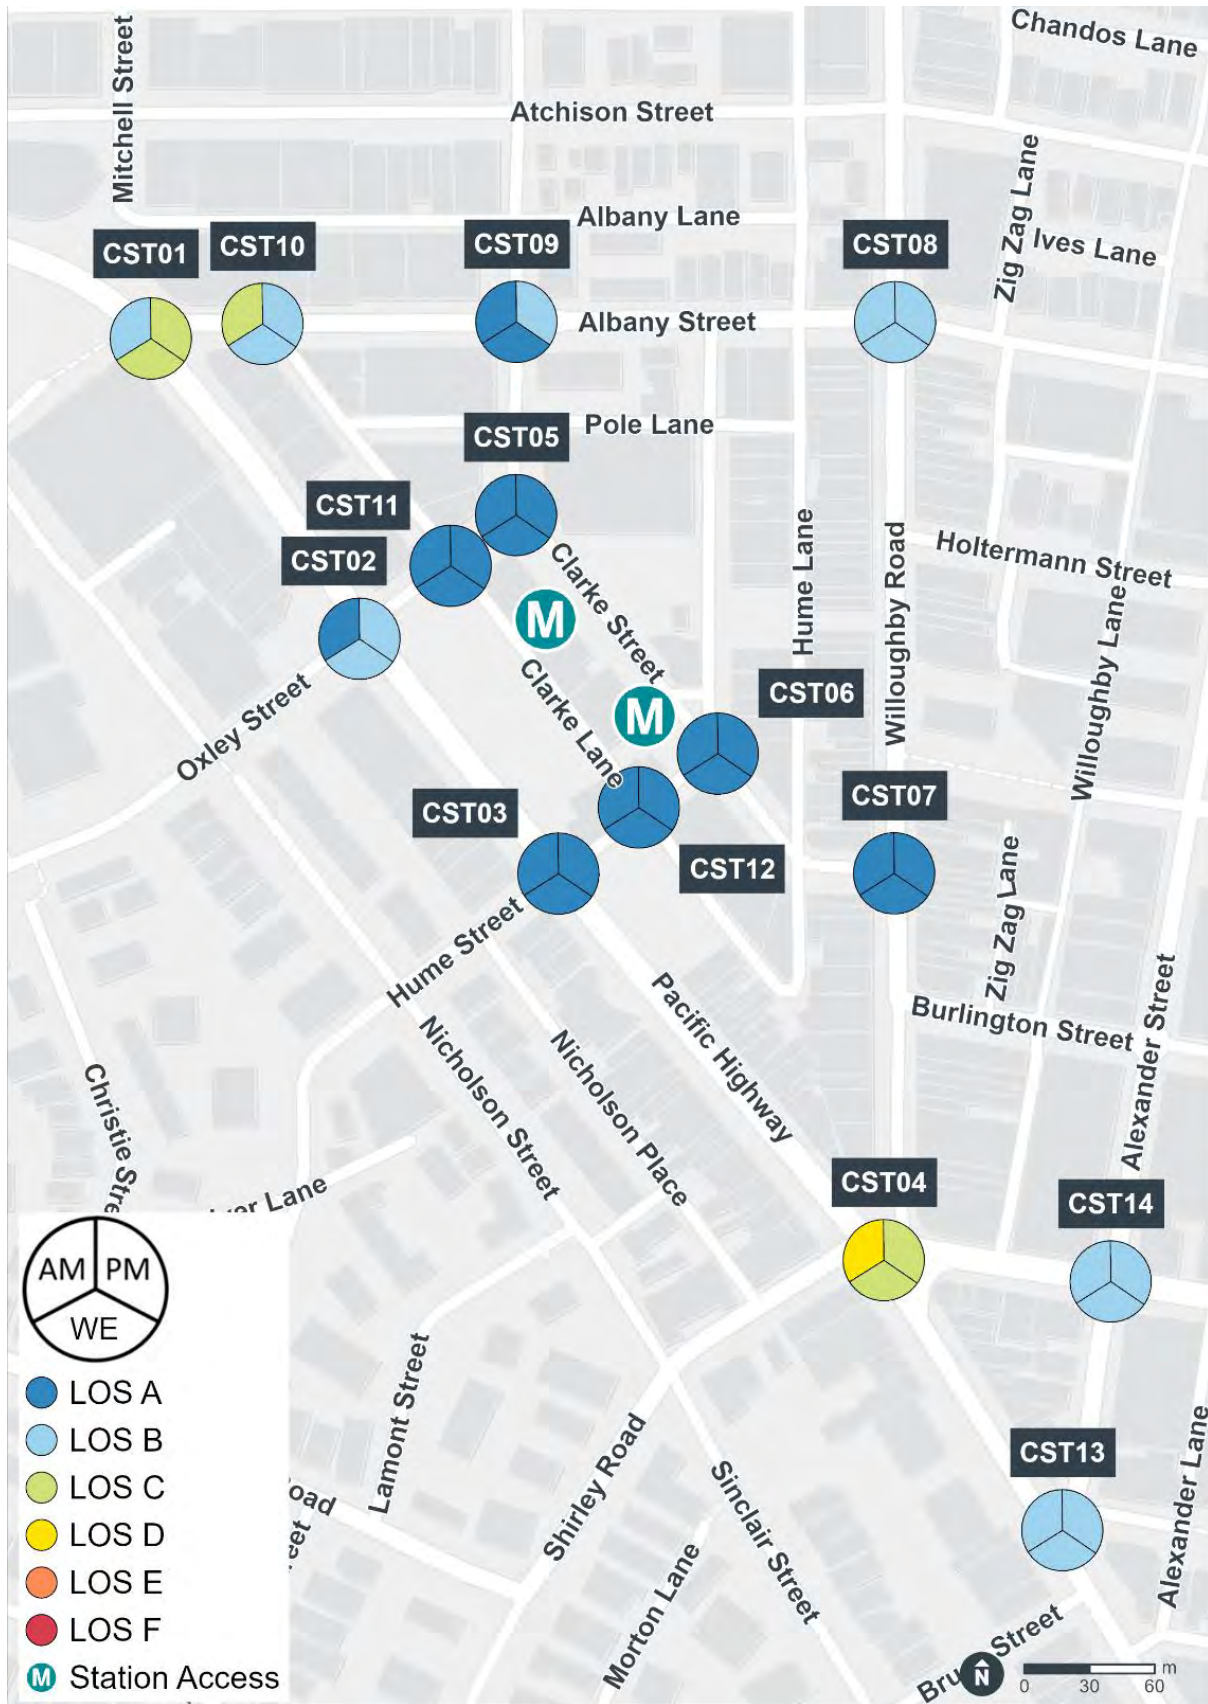 Chandos Lane
Mitchell Street
Atchison Street
Zig Zag Lane
Albany Lane
Ives Lane
CST01
CST10
CST09
CST08
Albany Street
Pole Lane
CST05
CST11
CST02
Clarke Street
Hume Lane
Willoughby Road
Holtermann Street
Willoughby Lane
M
Clarke Lane
M
CST06
Oxley Street
CST03
CST07
CST12
Zig Zag Lane
Hume Street
Pacific Highway
Burlington Street
Alexander Street
Nicholson Street
Nicholson Place
Christie Stre
Lane
CST04
CST14
AM PM
WE
LOS A
LOS B
LOS C
LOS D
LOS E
LOS F
M Station Access
Lamont Street
oad
reet
Shirley Road
Sinclair Street
Morton Lane
CST13
Alexander Lane
Bru
Street
N
m
0 30 60